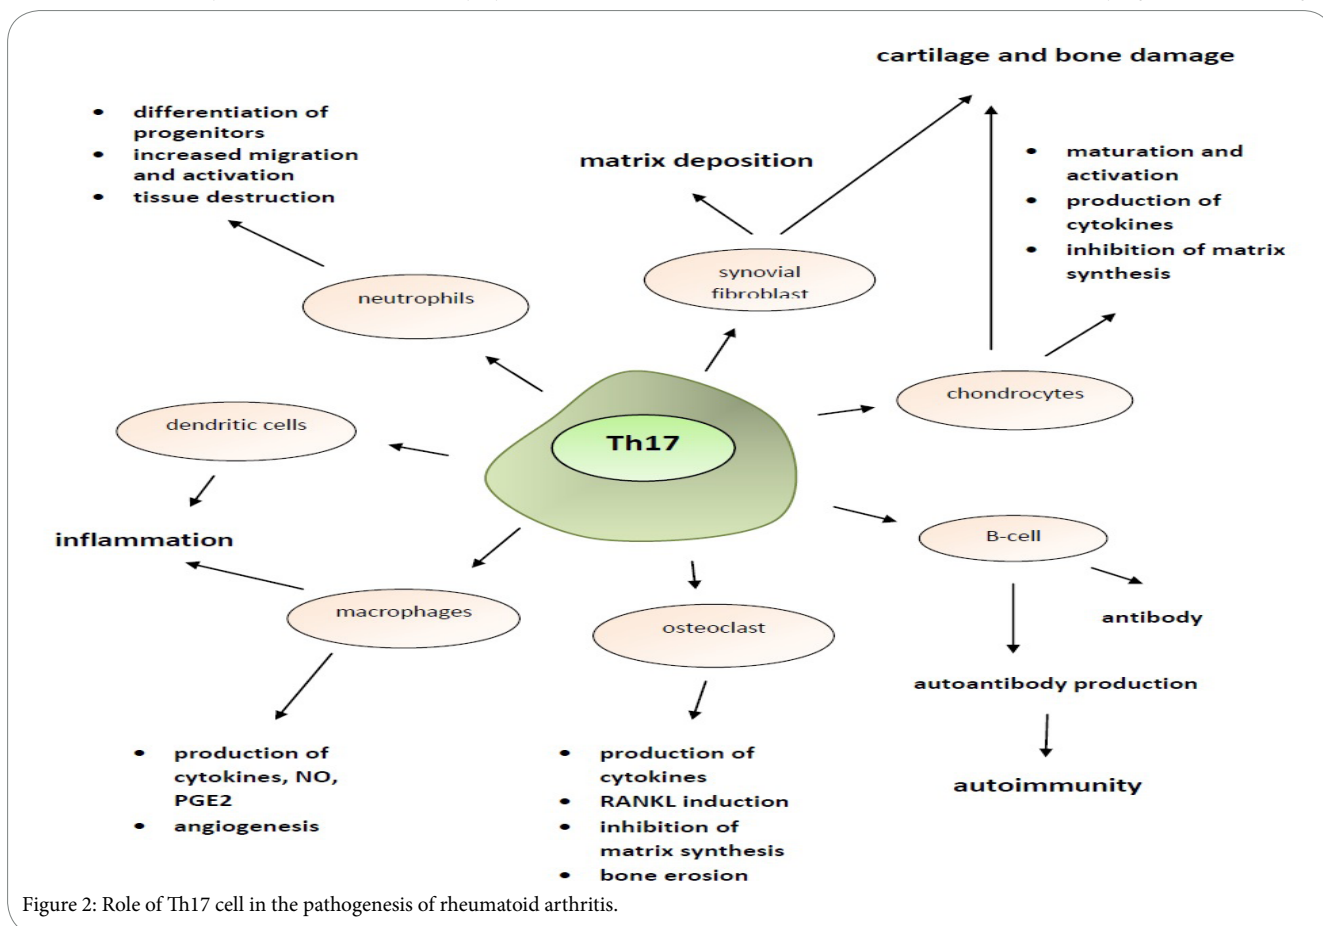 cartilage and bone damage
• differentiation of
progenitors
• increased migration
and activation
• tissue destruction
matrix deposition
• maturation and
activation
• production of
cytokines
• inhibition of matrix
synthesis
synovial
fibroblast
neutrophils
chondrocytes
dendritic cells
Th17
inflammation
B-cell
macrophages
osteoclast
antibody
autoantibody production
autoimmunity
• production of
cytokines, NO,
PGE2
• angiogenesis
• production of
cytokines
• RANKL induction
• inhibition of
matrix synthesis
• bone erosion
Figure 2: Role of Th17 cell in the pathogenesis of rheumatoid arthritis.